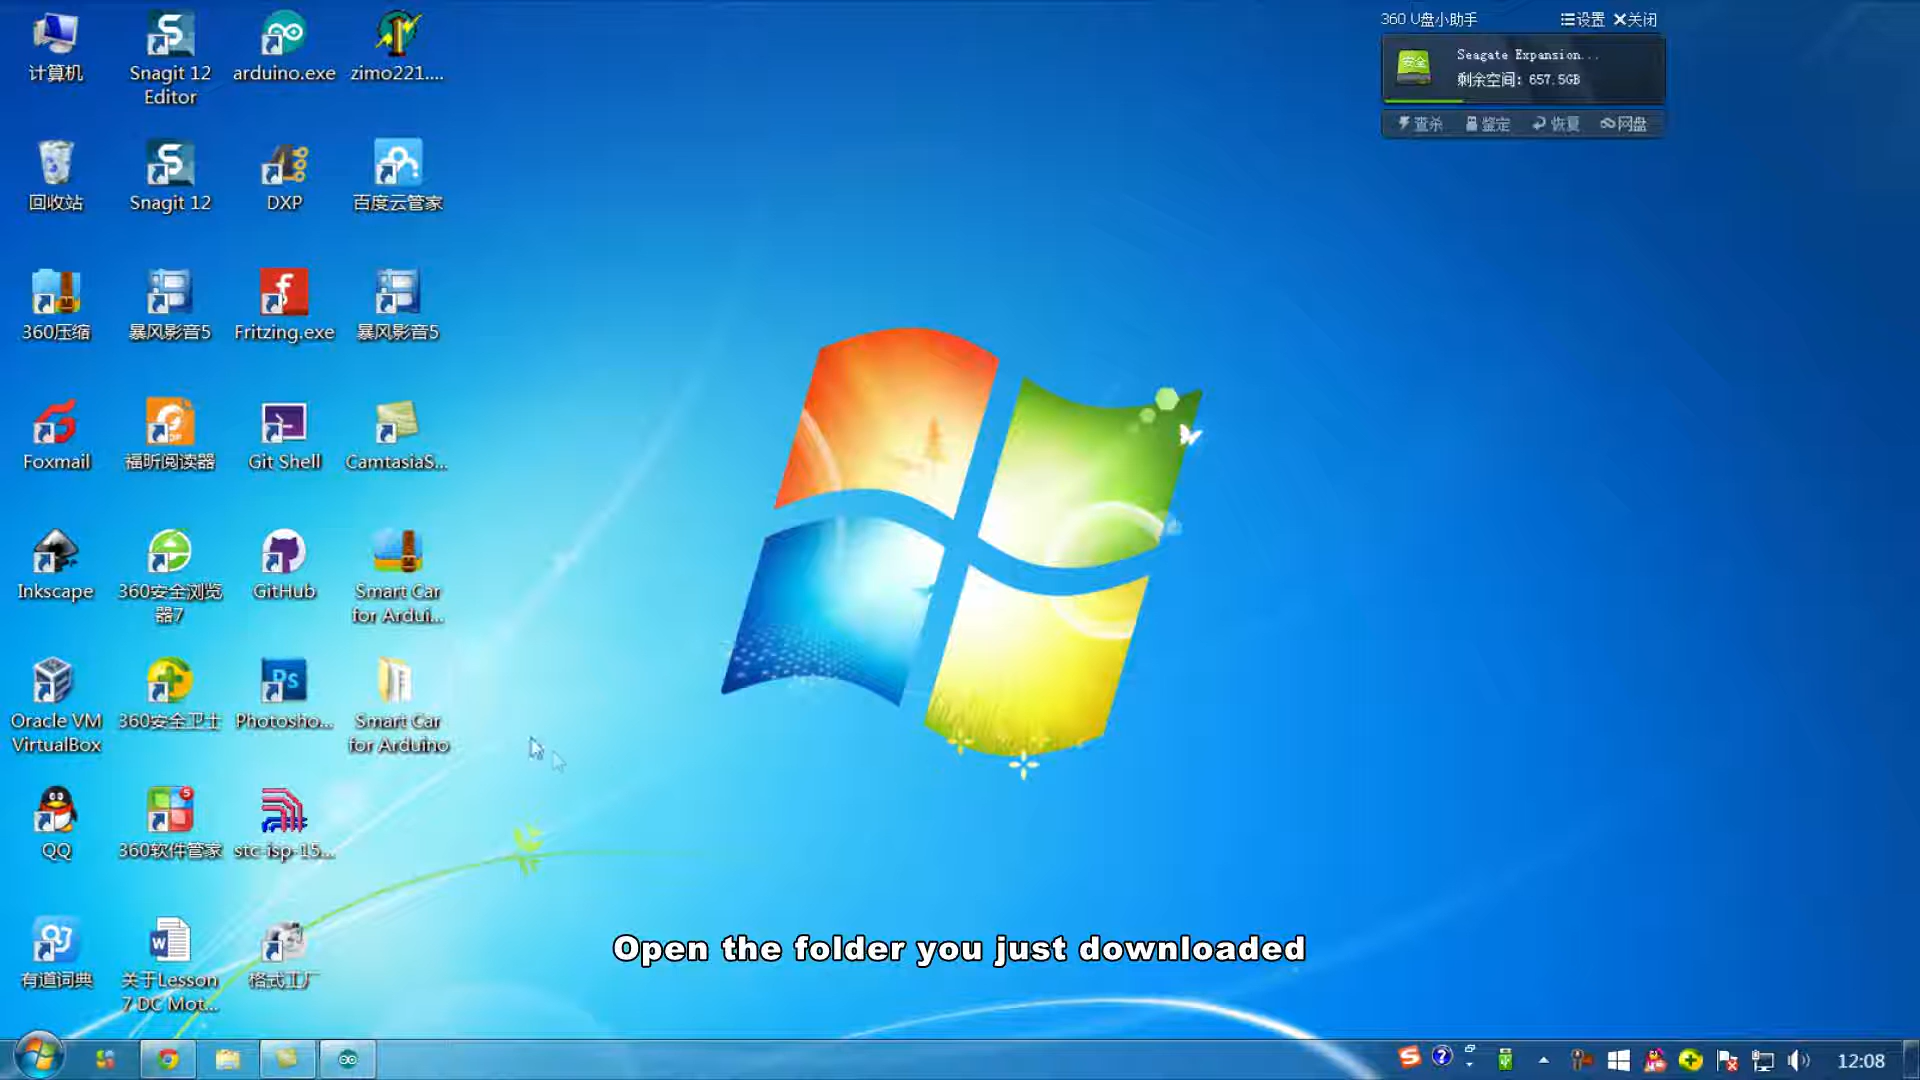 计算机
Snagit 12
Editor
arduino.exe
zimo221....
回收站
Snagit 12
DXP
百度云管家
360压缩
暴风影音5
Fritzing.exe
暴风影音5
Foxmail
福昕阅读器
Git Shell
CamtasiaS...
Inkscape
360安全浏览
器7
GitHub
Smart Car
for Ardui...
Oracle VM
VirtualBox
360安全卫士
Photosho...
Smart Car
for Arduino
QQ
360软件管家
stc-isp-15...
有道词典
关于Lesson
7 DC Mot...
格式工厂
360 U盘小助手
设置 关闭
安全
Seagate Expansion...
剩余空间: 657.5GB
查杀 鉴定 恢复 网盘
Open the folder you just downloaded
12:08